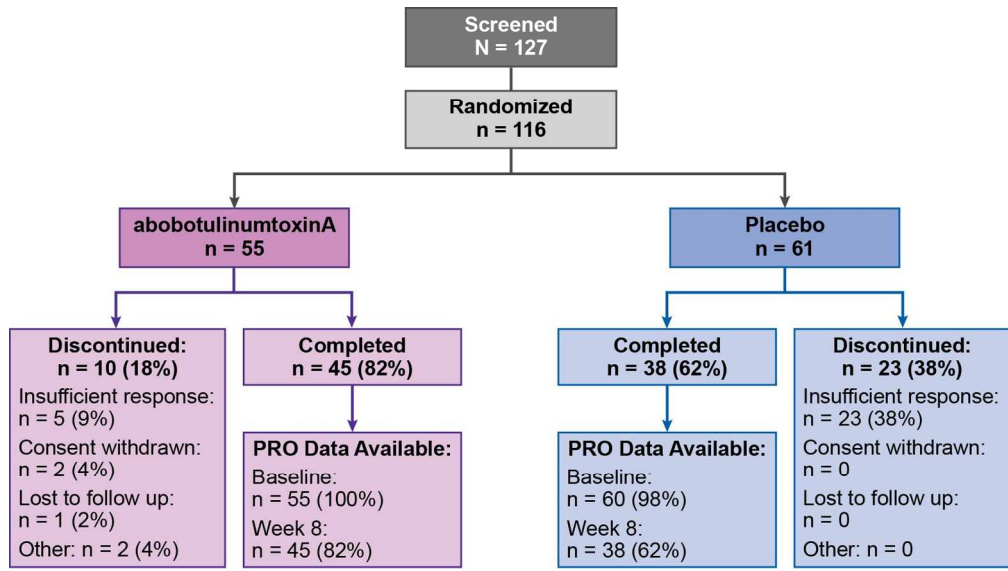 Screened
N = 127
Randomized
n = 116
abobotulinumtoxinA
n = 55
Placebo
n = 61
Discontinued:
n = 10 (18%)
Insufficient response:
n = 5 (9%)
Consent withdrawn:
n = 2 (4%)
Lost to follow up:
n = 1 (2%)
Other: n = 2 (4%)
Completed
n = 45 (82%)
PRO Data Available:
Baseline:
n = 55 (100%)
Week 8:
n = 45 (82%)
Completed
n = 38 (62%)
PRO Data Available:
Baseline:
n = 60 (98%)
Week 8:
n = 38 (62%)
Discontinued:
n = 23 (38%)
Insufficient response:
n = 23 (38%)
Consent withdrawn:
n = 0
Lost to follow up:
n = 0
Other: n = 0